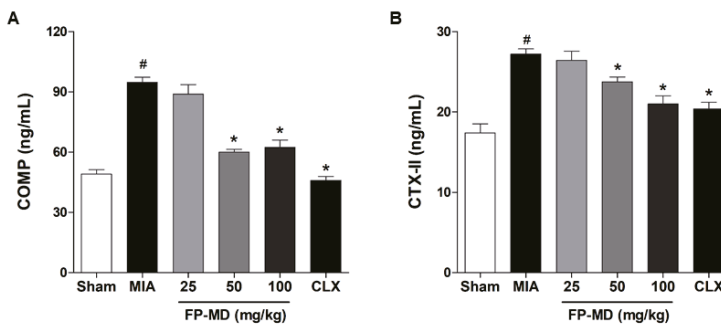 A
120
90
60
30
0
COMP (ng/mL)
#
*
*
*
Sham MIA 25 50 100 CLX
FP-MD (mg/kg)
B
30
20
10
0
CTX-II (ng/mL)
#
*
*
*
Sham MIA 25 50 100 CLX
FP-MD (mg/kg)